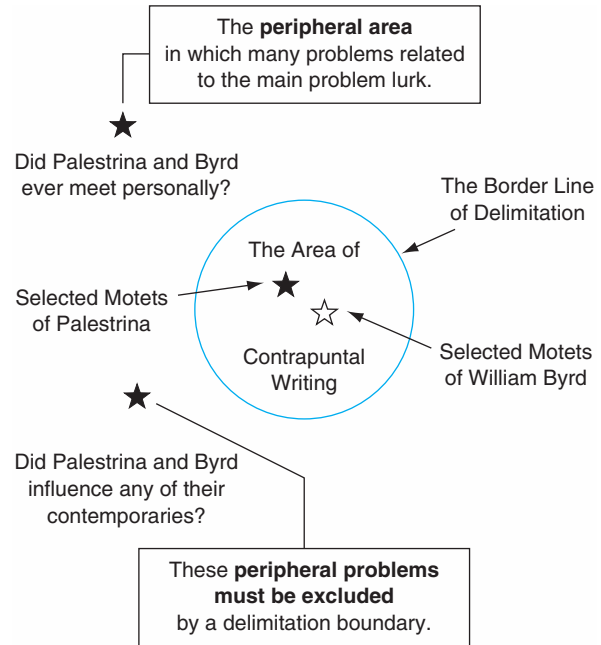 The peripheral area
in which many problems related
to the main problem lurk.
Did Palestrina and Byrd
ever meet personally?
The Border Line
of Delimitation
The Area of
Selected Motets
of Palestrina
Contrapuntal
Writing
Selected Motets
of William Byrd
Did Palestrina and Byrd
influence any of their
contemporaries?
These peripheral problems
must be excluded
by a delimitation boundary.